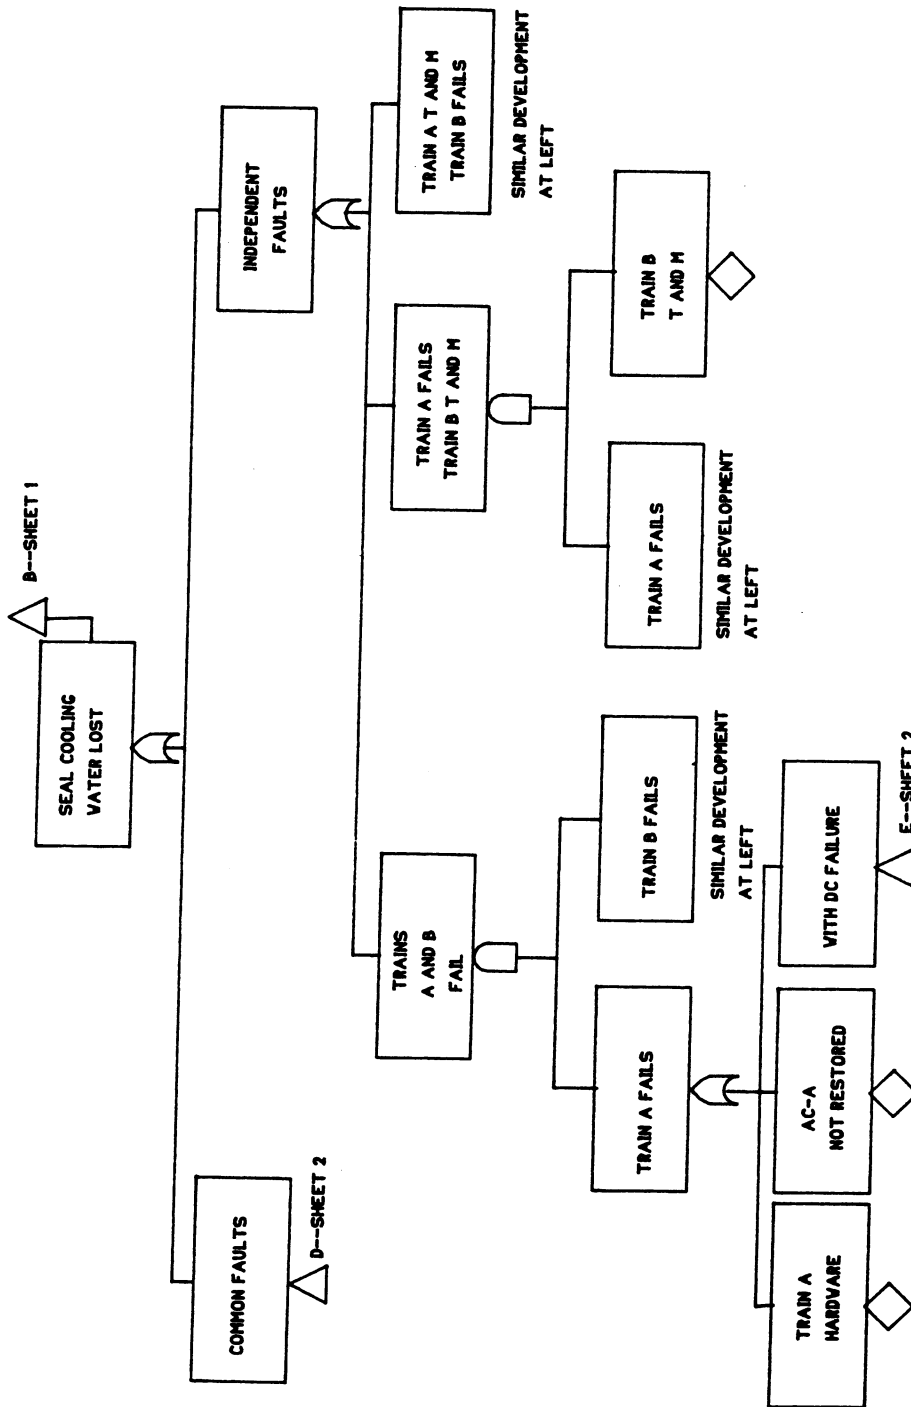 B--SHEET 1
SEAL COOLING
WATER LOST
COMMON FAULTS
D--SHEET 2
INDEPENDENT
FAULTS
TRAINS
A AND B
FAIL
TRAIN A FAILS
TRAIN B T AND M
TRAIN A T AND M
TRAIN B FAILS
SIMILAR DEVELOPMENT
AT LEFT
TRAIN A FAILS
TRAIN B FAILS
SIMILAR DEVELOPMENT
AT LEFT
TRAIN A FAILS
SIMILAR DEVELOPMENT
AT LEFT
TRAIN B
T AND M
TRAIN A
HARDWARE
AC-A
NOT RESTORED
WITH DC FAILURE
E--SHEET 2